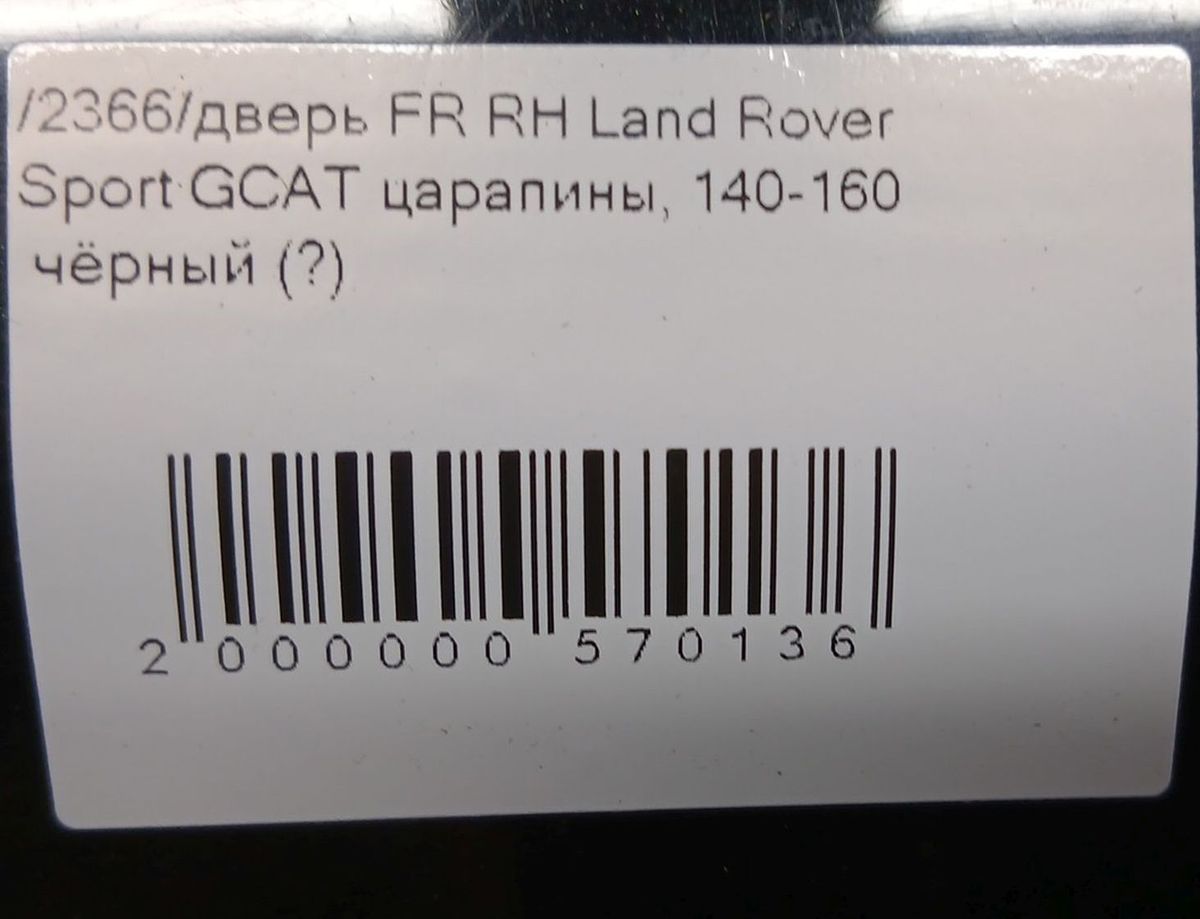 /2366/дверь FR RH Land Rover
Sport GCAT царапины, 140-160
чёрный (?)
2 000000 570136